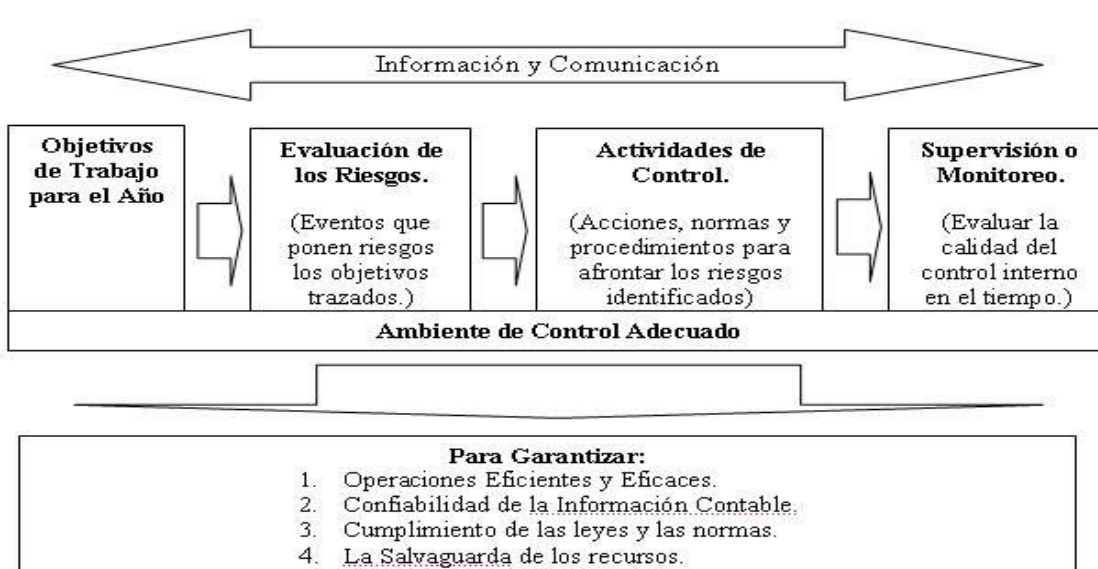 Información y Comunicación
Objetivos
de Trabajo
para el Año
Evaluación de
los Riesgos.
(Eventos que
ponen riesgos
los objetivos
trazados.)
Actividades de
Control.
(Acciones, normas y
procedimientos para
afrontar los riesgos
identificados)
Supervisión o
Monitoreo.
(Evaluar la
calidad del
control interno
en el tiempo.)
Ambiente de Control Adecuado
Para Garantizar:
1. Operaciones Eficientes y Eficaces.
2. Confiabilidad de la Información Contable.
3. Cumplimiento de las leyes y las normas.
4. La Salvaguarda de los recursos.